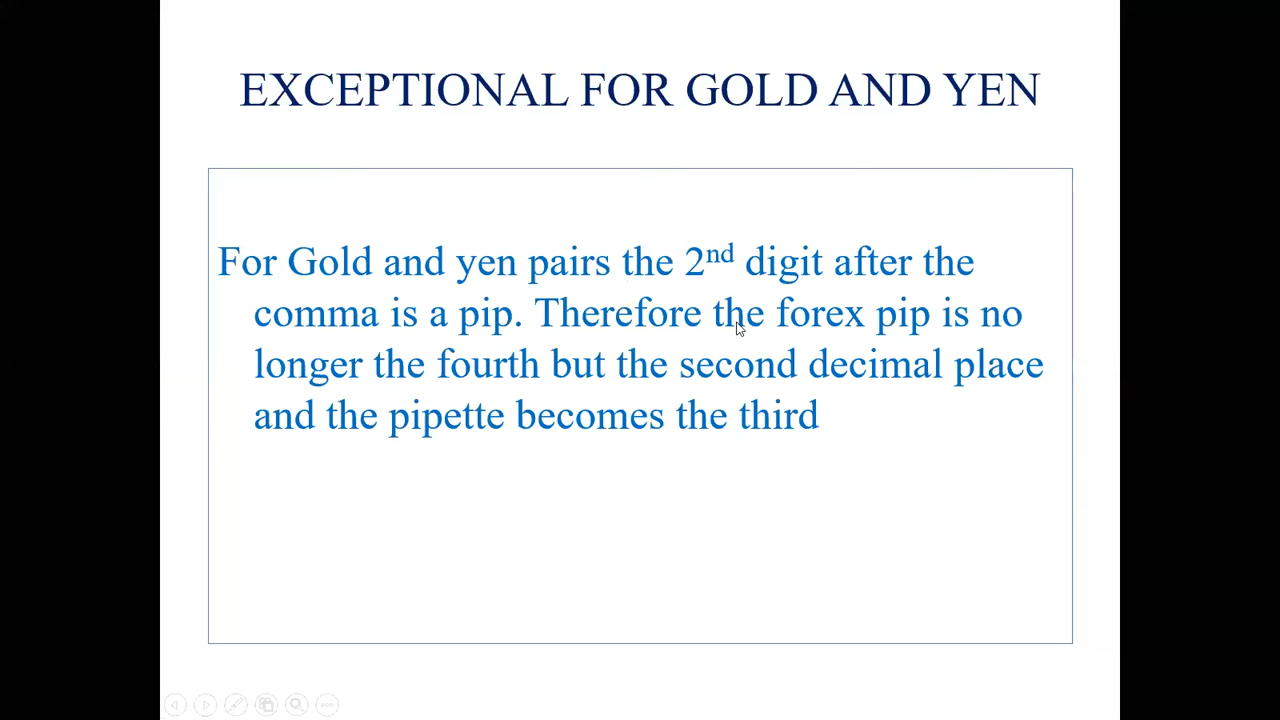 EXCEPTIONAL FOR GOLD AND YEN
For Gold and yen pairs the 2nd digit after the
comma is a pip. Therefore the forex pip is no
longer the fourth but the second decimal place
and the pipette becomes the third